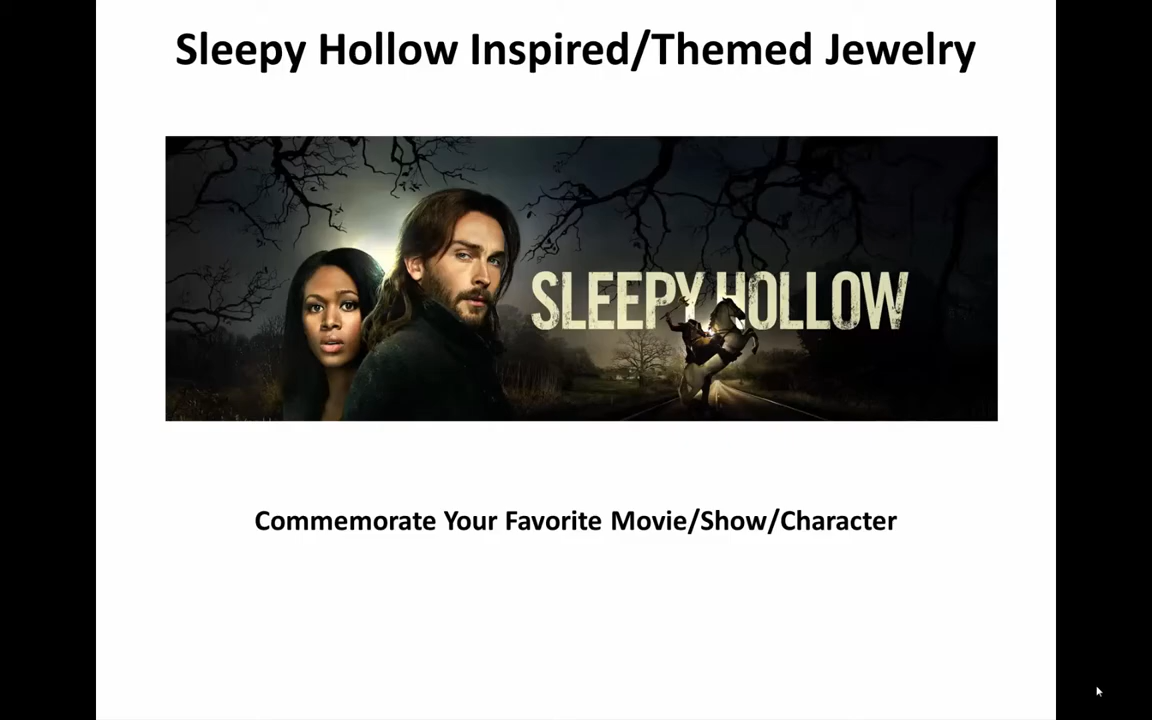 Sleepy Hollow Inspired/Themed Jewelry
SLEEPY HOLLOW
Commemorate Your Favorite Movie/Show/Character